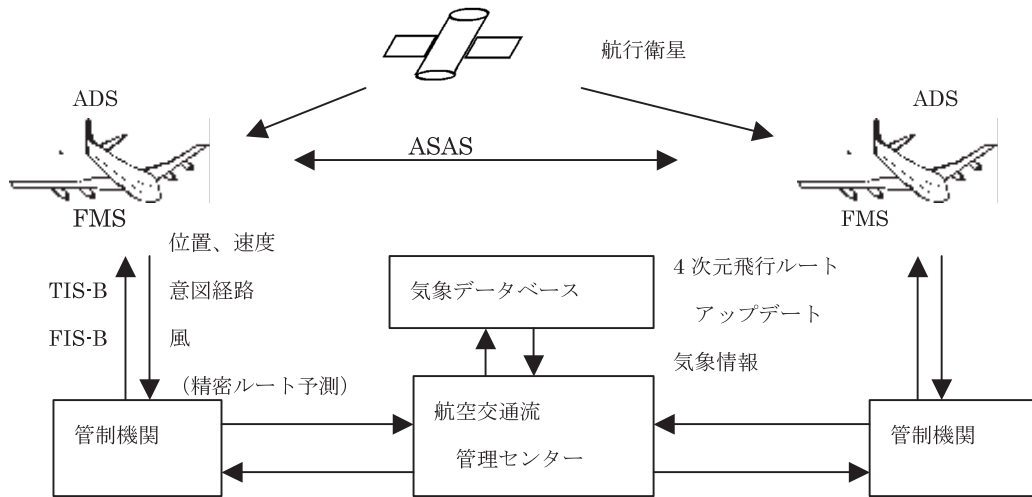 航行衛星
ADS
ADS
ASAS
FMS
FMS
位置、速度
TIS-B
意図経路
FIS-B
風
(精密ルート予測)
気象データベース
4次元飛行ルート
アップデート
気象情報
管制機関
航空交通流
管理センター
管制機関